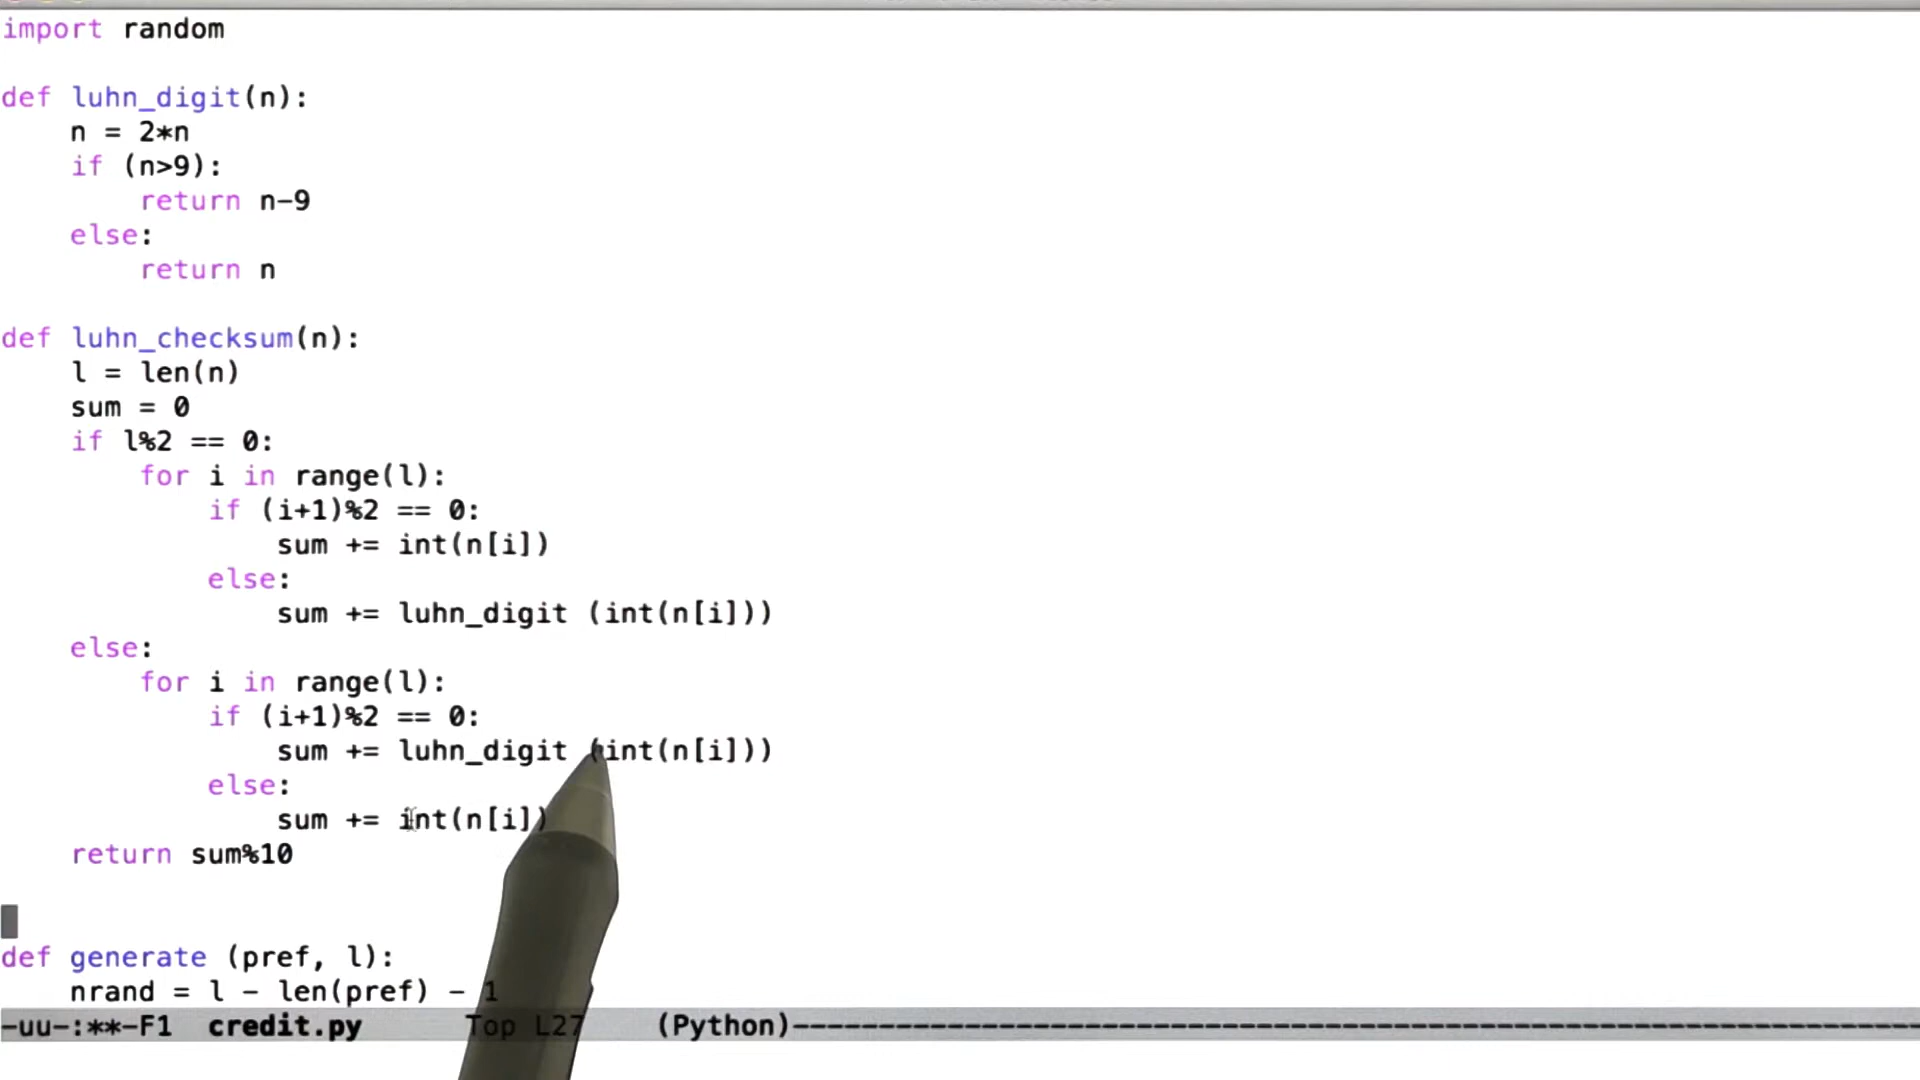 import random
def luhn_digit(n):
    n = 2*n
    if (n>9):
        return n-9
    else:
        return n
def luhn_checksum(n):
    l = len(n)
    sum = 0
    if l%2 == 0:
        for i in range(l):
            if (i+1)%2 == 0:
                sum += int(n[i])
            else:
                sum += luhn_digit (int(n[i]))
    else:
        for i in range(l):
            if (i+1)%2 == 0:
                sum += luhn_digit (int(n[i]))
            else:
                sum += int(n[i])
    return sum%10
def generate (pref, l):
    nrand = l - len(pref) - 1
-uu-:**-F1  credit.py      Top L27    (Python)------------------------------------------------------------------